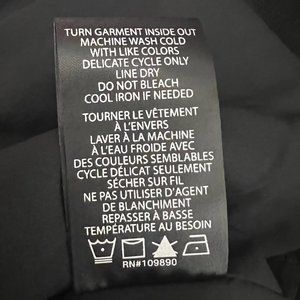 TURN GARMENT INSIDE OUT
MACHINE WASH COLD
WITH LIKE COLORS
DELICATE CYCLE ONLY
LINE DRY
DO NOT BLEACH
COOL IRON IF NEEDED
TOURNER LE VÊTEMENT
À L'ENVERS
LAVER À LA MACHINE
À L'EAU FROIDE AVEC
DES COULEURS SEMBLABLES
CYCLE DÉLICAT SEULEMENT
SÉCHER SUR FIL
NE PAS UTILISER D'AGENT
DE BLANCHIMENT
REPASSER À BASSE
TEMPÉRATURE AU BESOIN
RN#109890